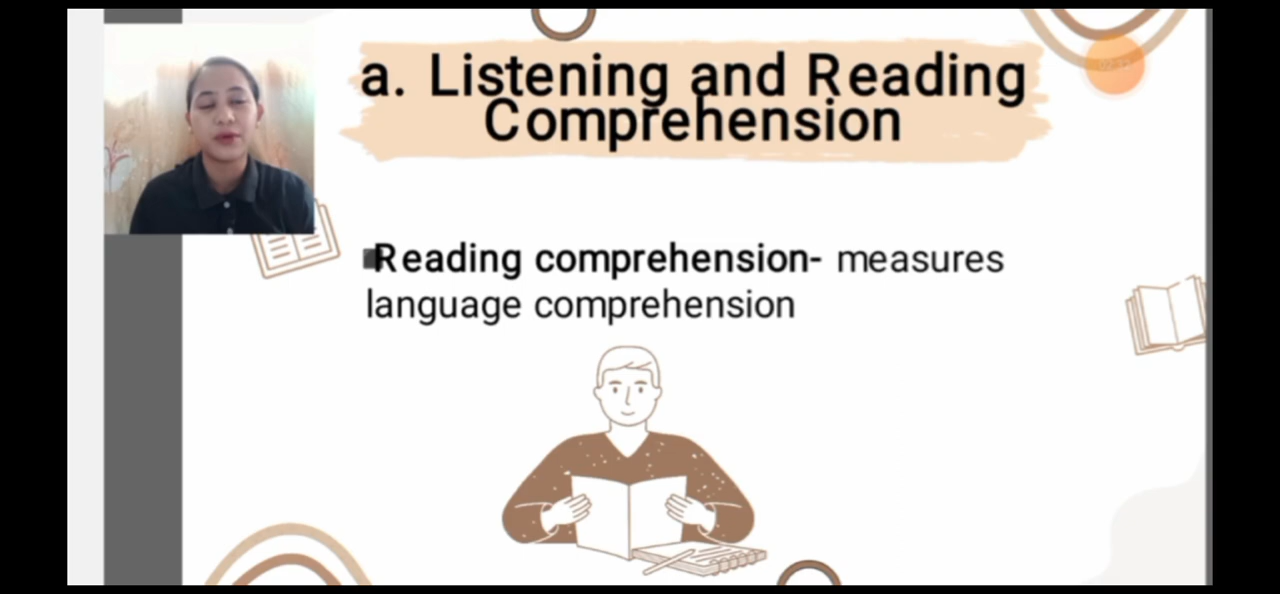 a. Listening and Reading
Comprehension
Reading comprehension- measures
language comprehension